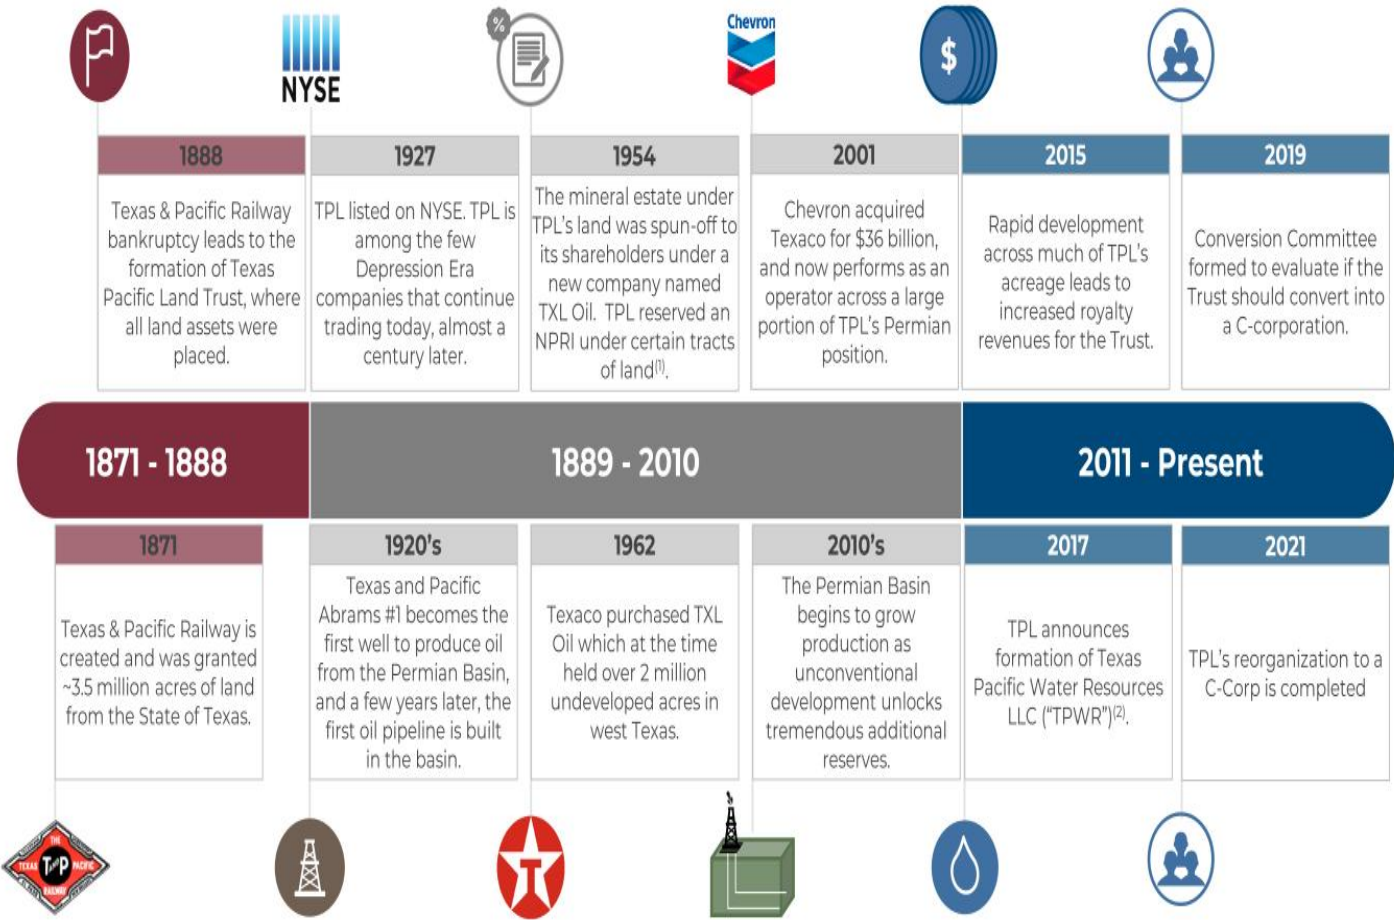 Chevron
%
$
NYSE
1888
Texas & Pacific Railway
bankruptcy leads to the
formation of Texas
Pacific Land Trust, where
all land assets were
placed.
1927
TPL listed on NYSE. TPL is
among the few
Depression Era
companies that continue
trading today, almost a
century later.
1954
The mineral estate under
TPL's land was spun-off to
its shareholders under a
new company named
TXL Oil. TPL reserved an
NPRI under certain tracts
of land(1).
2001
Chevron acquired
Texaco for $36 billion,
and now performs as an
operator across a large
portion of TPL's Permian
position.
2015
Rapid development
across much of TPL's
acreage leads to
increased royalty
revenues for the Trust.
2019
Conversion Committee
formed to evaluate if the
Trust should convert into
a C-corporation.
1871 - 1888
1889 - 2010
2011 - Present
1871
Texas & Pacific Railway is
created and was granted
~3.5 million acres of land
from the State of Texas.
1920's
Texas and Pacific
Abrams #1 becomes the
first well to produce oil
from the Permian Basin,
and a few years later, the
first oil pipeline is built
in the basin.
1962
Texaco purchased TXL
Oil which at the time
held over 2 million
undeveloped acres in
west Texas.
2010's
The Permian Basin
begins to grow
production as
unconventional
development unlocks
tremendous additional
reserves.
2017
TPL announces
formation of Texas
Pacific Water Resources
LLC ("TPWR")(2).
2021
TPL's reorganization to a
C-Corp is completed
THE
TEXAS T AND P PACIFIC
RAILWAY
T